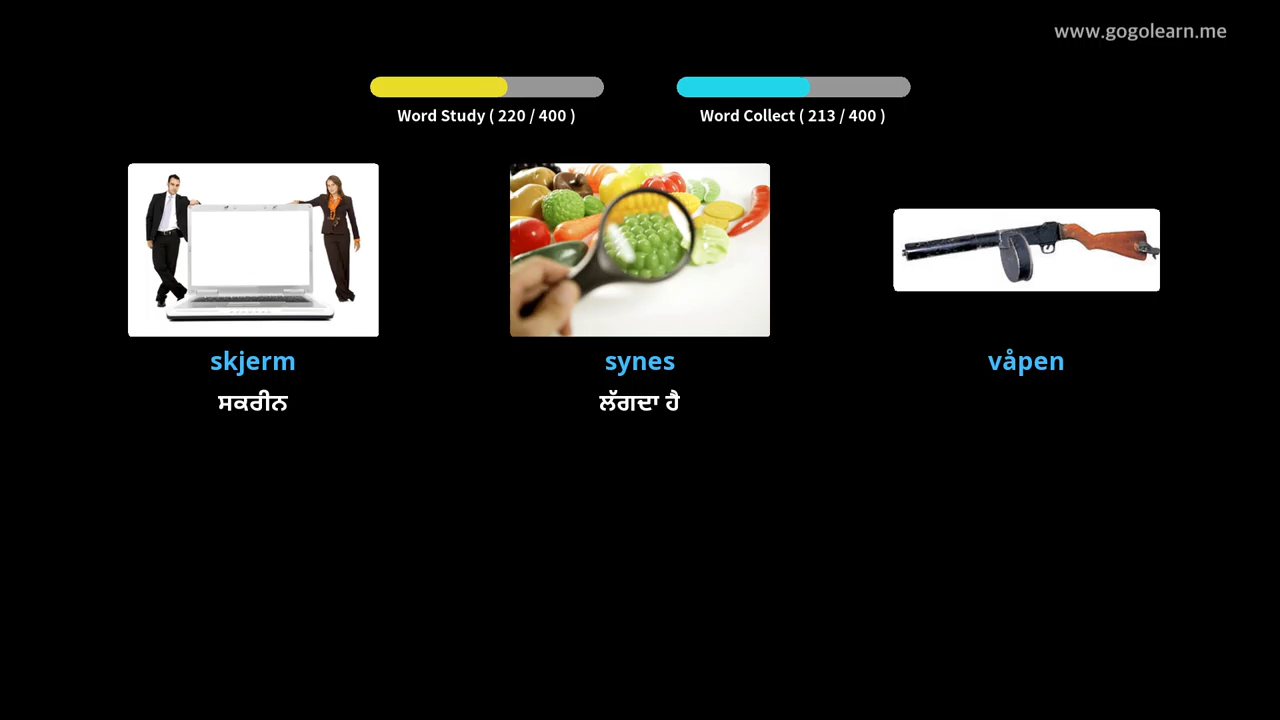 www.gogolearn.me
Word Study ( 220 / 400 )
Word Collect ( 213 / 400 )
skjerm
synes
våpen
ਸਕਰੀਨ
ਲੱਗਦਾ ਹੈ